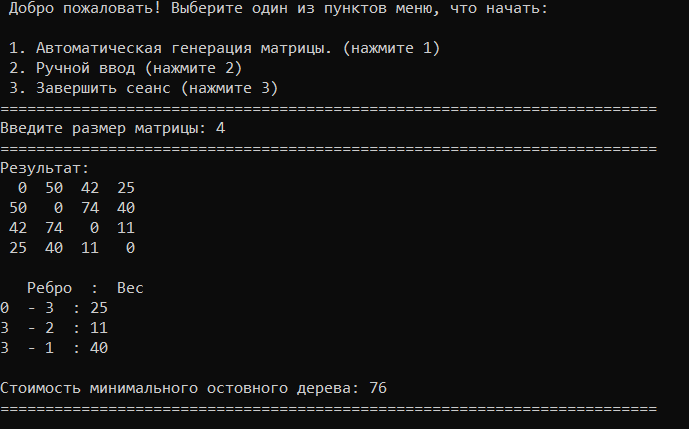 Добро пожаловать! Выберите один из пунктов меню, что начать:
1. Автоматическая генерация матрицы. (нажмите 1)
2. Ручной ввод (нажмите 2)
3. Завершить сеанс (нажмите 3)
=========================================================================
Введите размер матрицы: 4
=========================================================================
Результат:
  0  50  42  25
 50   0  74  40
 42  74   0  11
 25  40  11   0
   Ребро  :  Вес
0  - 3  : 25
3  - 2  : 11
3  - 1  : 40
Стоимость минимального остовного дерева: 76
=========================================================================